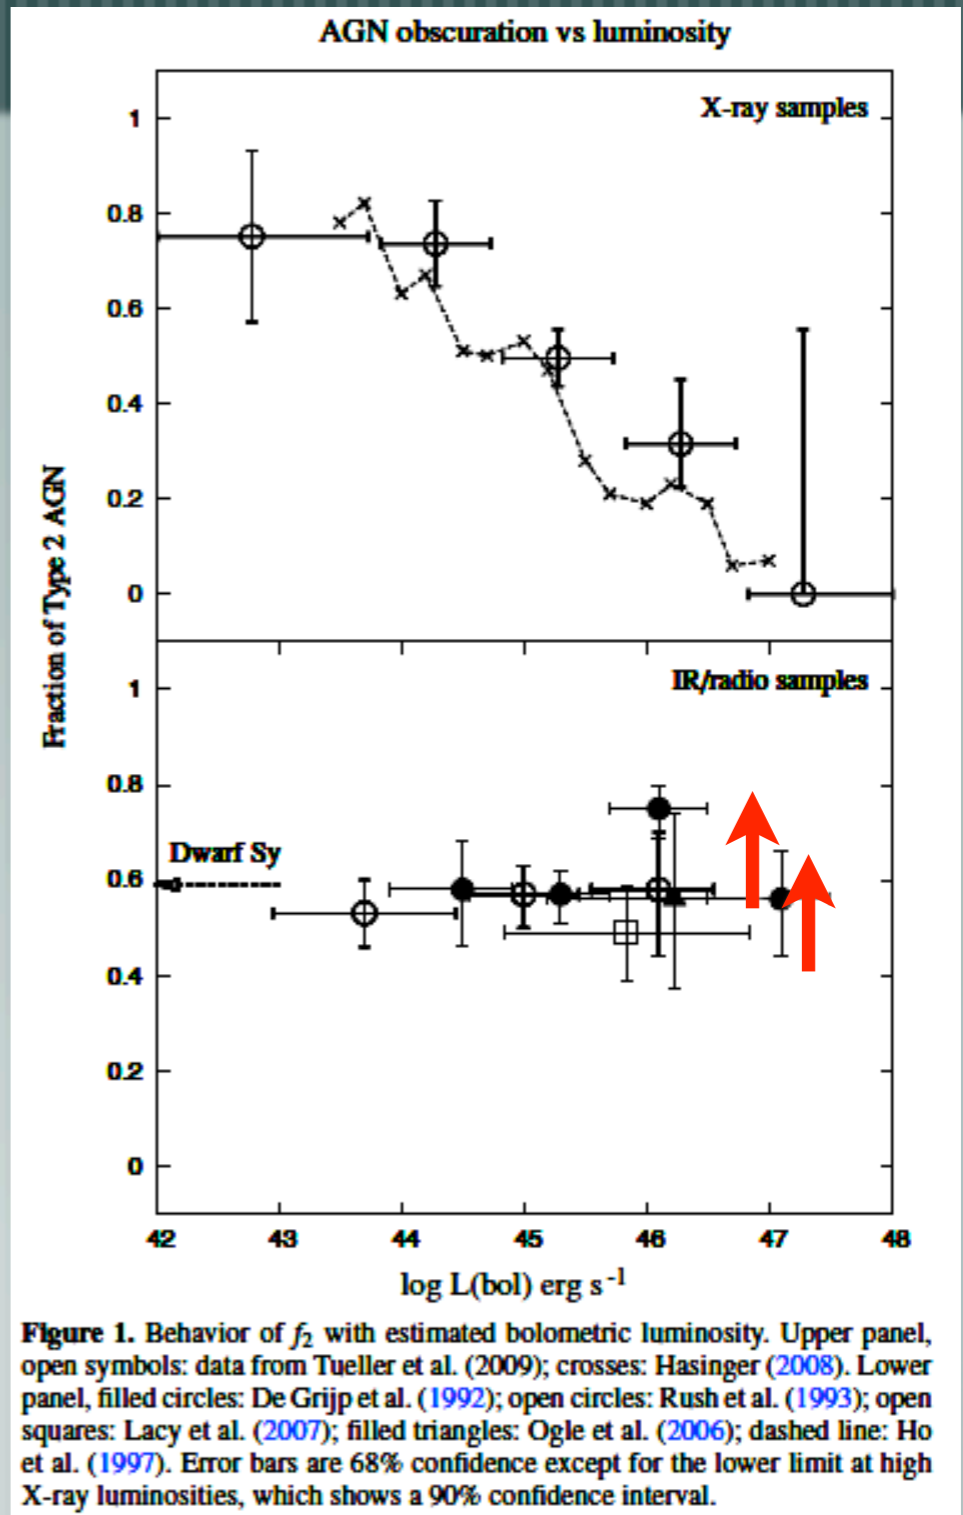 AGN obscuration vs luminosity
X-ray samples
1
0.8
0.6
0.4
0.2
0
Fraction of Type 2 AGN
IR/radio samples
1
0.8
Dwarf Sy
0.6
0.4
0.2
0
42 43 44 45 46 47 48
log L(bol) erg s⁻¹
Figure 1. Behavior of f₂ with estimated bolometric luminosity. Upper panel,
open symbols: data from Tueller et al. (2009); crosses: Hasinger (2008). Lower
panel, filled circles: De Grijp et al. (1992); open circles: Rush et al. (1993); open
squares: Lacy et al. (2007); filled triangles: Ogle et al. (2006); dashed line: Ho
et al. (1997). Error bars are 68% confidence except for the lower limit at high
X-ray luminosities, which shows a 90% confidence interval.